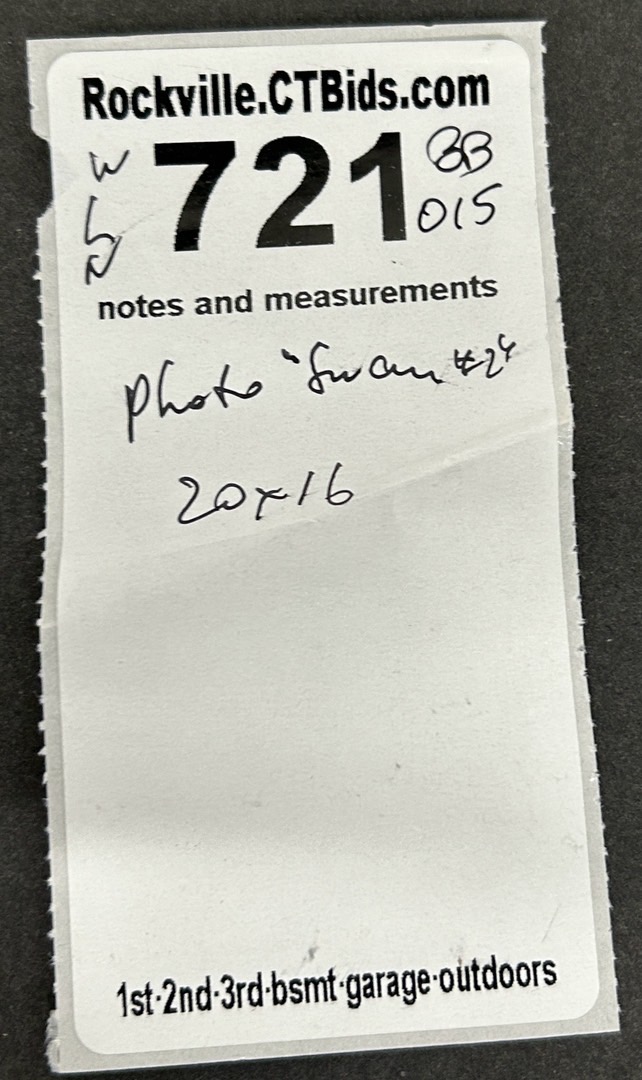 Rockville.CTBids.com
W 721 BB
L 015
N
notes and measurements
Photo "Swan #2"
20x16
1st·2nd·3rd·bsmt·garage·outdoors